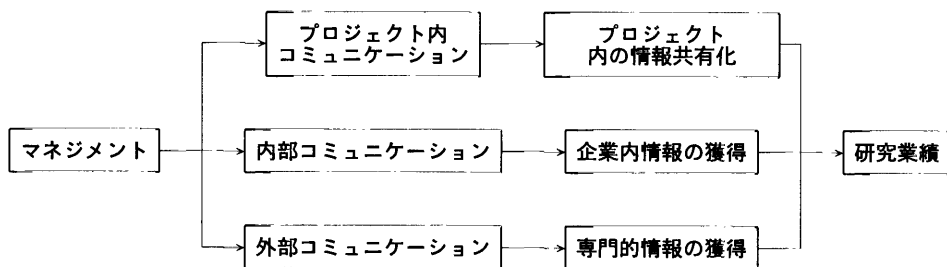 プロジェクト内
コミュニケーション
プロジェクト
内の情報共有化
マネジメント
内部コミュニケーション
企業内情報の獲得
研究業績
外部コミュニケーション
専門的情報の獲得